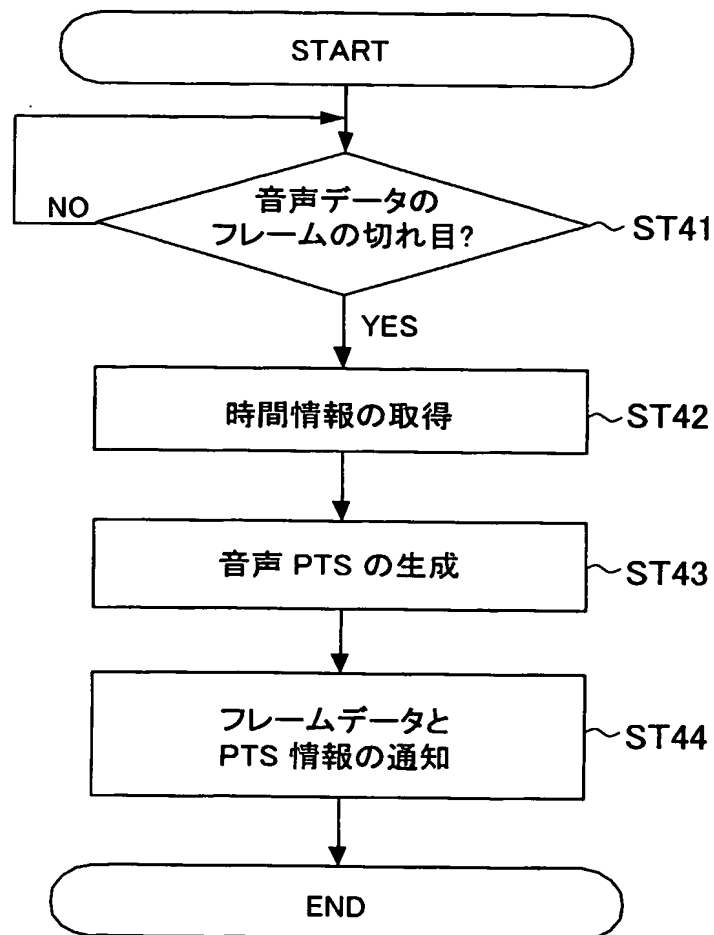 START
音声データの
フレームの切れ目?
NO
ST41
YES
時間情報の取得
ST42
音声 PTS の生成
ST43
フレームデータと
PTS 情報の通知
ST44
END